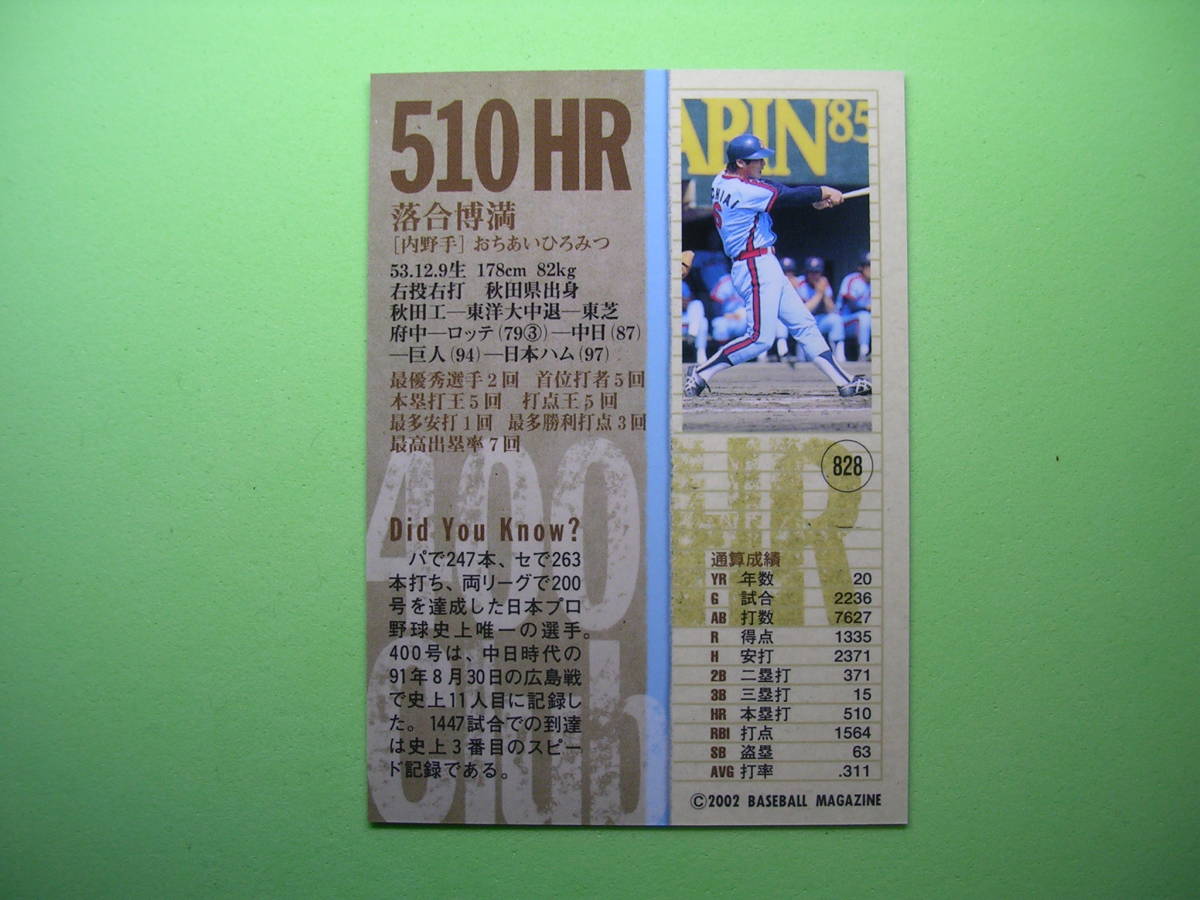 510 HR
落合博満
[内野手] おちあいひろみつ
53.12.9生 178cm 82kg
右投右打 秋田県出身
秋田工―東洋大中退―東芝
府中―ロッテ(79③)―中日(87)
―巨人(94)―日本ハム(97)
最優秀選手2回 首位打者5回
本塁打王5回 打点王5回
最多安打1回 最多勝利打点3回
最高出塁率7回
400
Club
Did You Know?
パで247本、セで263
本打ち、両リーグで200
号を達成した日本プロ
野球史上唯一の選手。
400号は、中日時代の
91年8月30日の広島戦
で史上11人目に記録し
た。1447試合での到達
は史上3番目のスピー
ド記録である。
APIN'85
CHIAI
6
HR
828
通算成績
YR 年数 20
G 試合 2236
AB 打数 7627
R 得点 1335
H 安打 2371
2B 二塁打 371
3B 三塁打 15
HR 本塁打 510
RBI 打点 1564
SB 盗塁 63
AVG 打率 .311
©2002 BASEBALL MAGAZINE